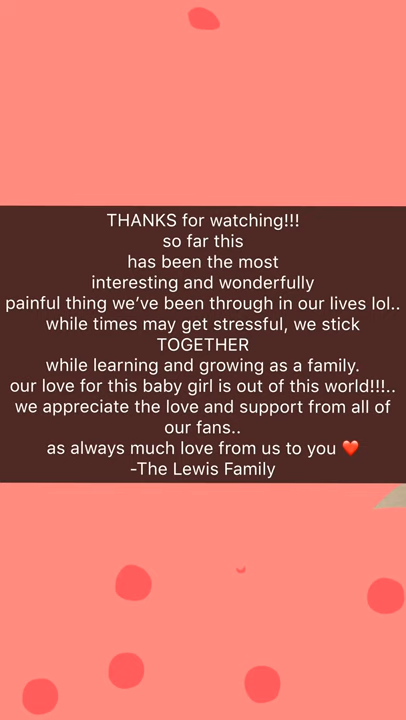 THANKS for watching!!!
so far this
has been the most
interesting and wonderfully
painful thing we’ve been through in our lives lol..
while times may get stressful, we stick
TOGETHER
while learning and growing as a family.
our love for this baby girl is out of this world!!!..
we appreciate the love and support from all of
our fans..
as always much love from us to you ❤️
-The Lewis Family